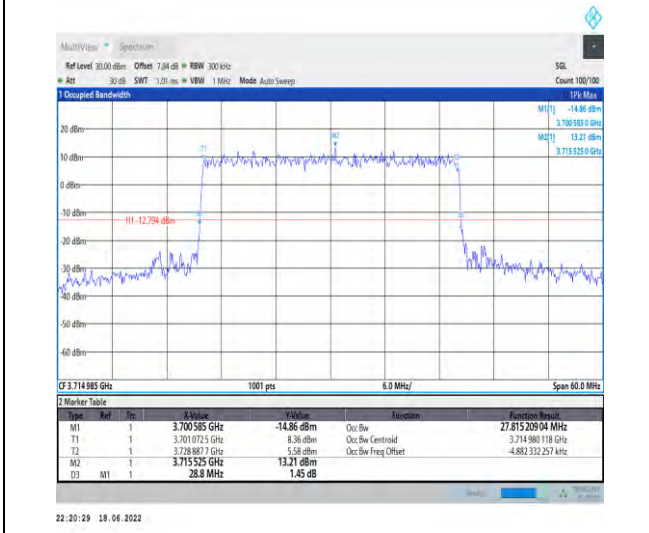 MultiView Spectrum
Ref Level 30.00 dBm Offset 7.84 dB RBW 300 kHz SGL
Att 30 dB SWT 1.01 ms VBW 1 MHz Mode Auto Sweep Count 100/100
1 Occupied Bandwidth 1Pk Max
M1[1] -14.86 dBm
3.700 585 0 GHz
M2[1] 13.21 dBm
3.715 525 0 GHz
20 dBm
M2
T1
10 dBm
0 dBm
-10 dBm
H1 -12.794 dBm
-20 dBm
-30 dBm
-40 dBm
-50 dBm
-60 dBm
CF 3.714 985 GHz 1001 pts 6.0 MHz/ Span 60.0 MHz
2 Marker Table
Type Ref Trc X-Value Y-Value Function Function Result
M1 1 3.700 585 GHz -14.86 dBm Occ Bw 27.815 209 04 MHz
T1 1 3.701 072 5 GHz 8.36 dBm Occ Bw Centroid 3.714 980 118 GHz
T2 1 3.728 887 7 GHz 5.58 dBm Occ Bw Freq Offset -4.882 332 257 kHz
M2 1 3.715 525 GHz 13.21 dBm
D3 M1 1 28.8 MHz 1.45 dB
22:20:29 18.06.2022